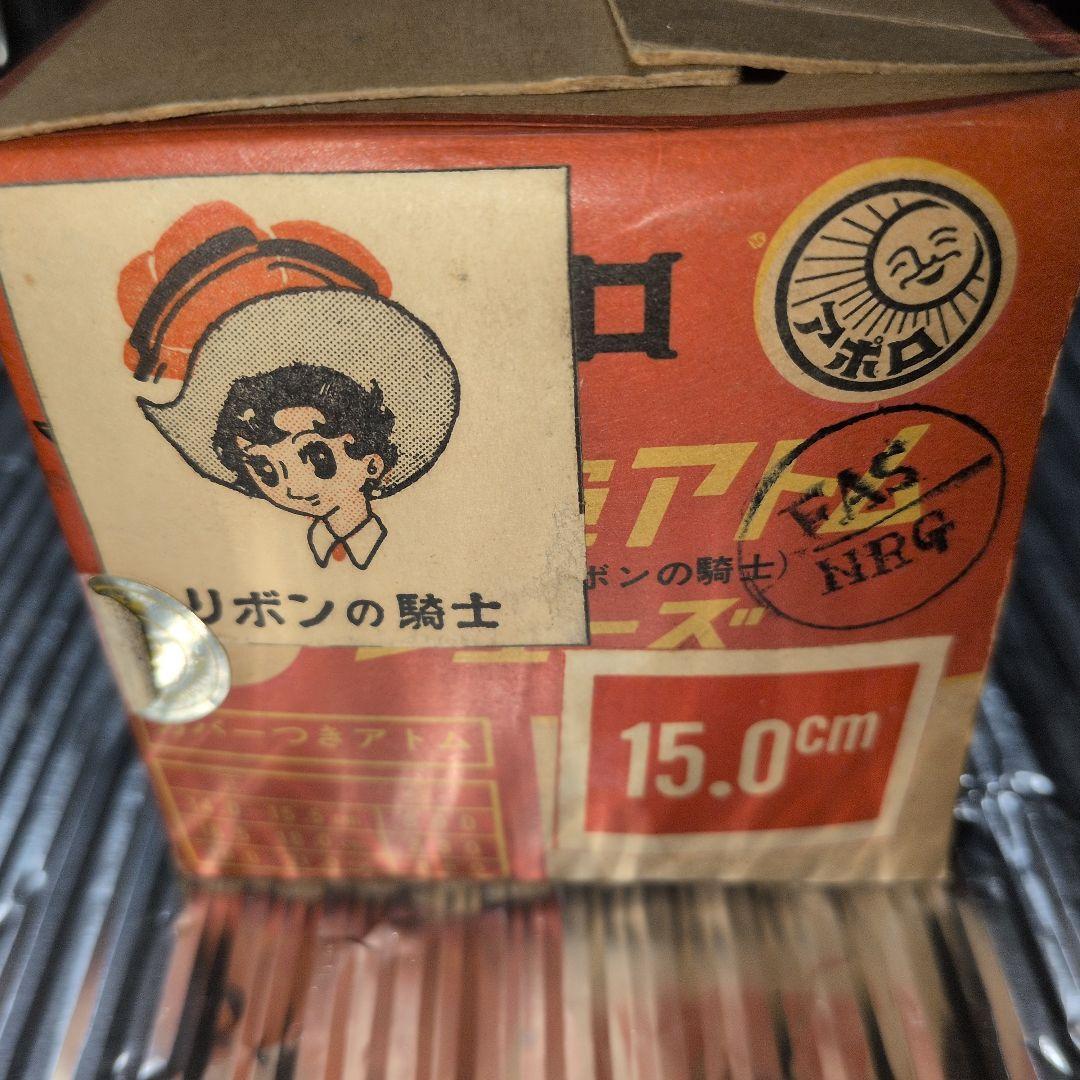 ロ
アポロ
アトム
EAS
NRG
ボンの騎士)
リボンの騎士
ューズ
15.0cm
バーつきアトム